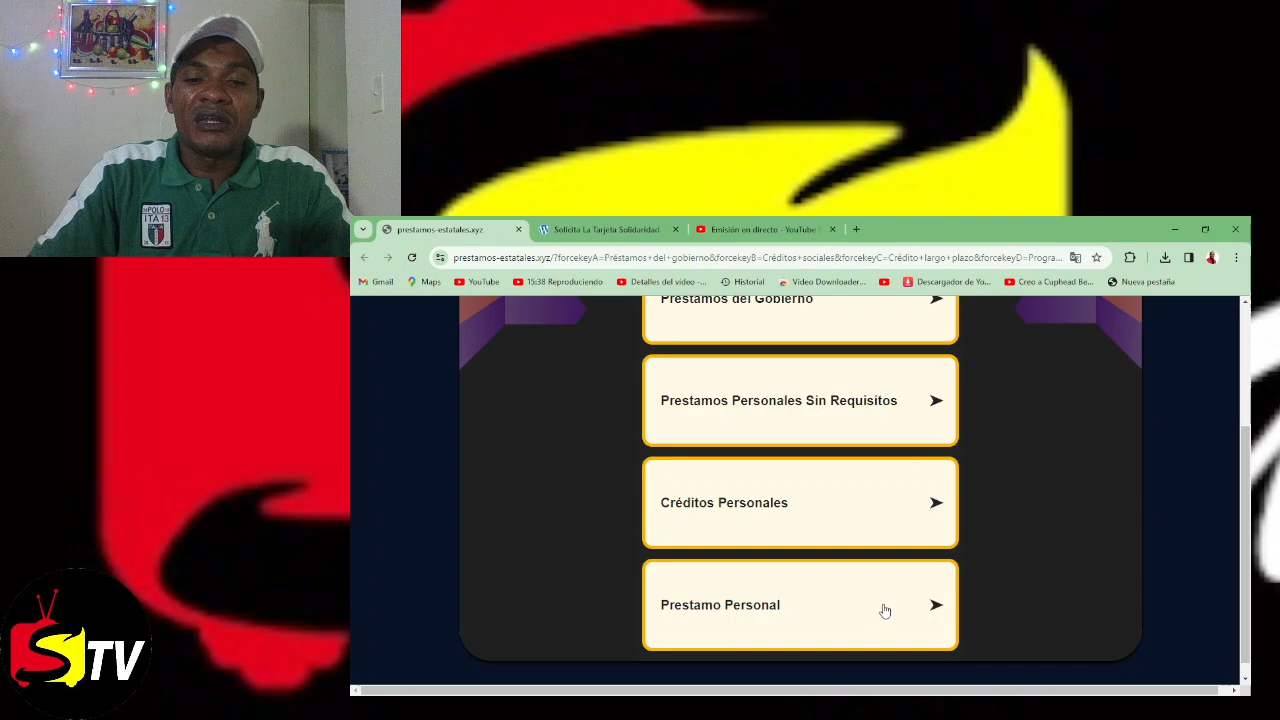 POLO
ITA 13
ITALIA
prestamos-estatales.xyz
Solicita La Tarjeta Solidaridad
Emisión en directo - YouTube
prestamos-estatales.xyz/?forcekeyA=Préstamos+del+gobierno&forcekeyB=Créditos+sociales&forcekeyC=Crédito+largo+plazo&forcekeyD=Progra...
Gmail
Maps
YouTube
15:38 Reproduciendo
Detalles del vídeo -...
Historial
Video Downloader...
Descargador de Yo...
Creo a Cuphead Be...
Nueva pestaña
Prestamos del Gobierno
Prestamos Personales Sin Requisitos
Créditos Personales
Prestamo Personal
STV